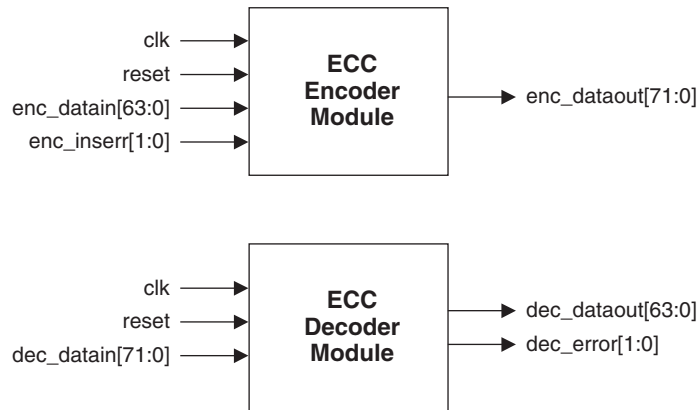 clk
reset
enc_datain[63:0]
enc_inserr[1:0]
ECC
Encoder
Module
enc_dataout[71:0]
clk
reset
dec_datain[71:0]
ECC
Decoder
Module
dec_dataout[63:0]
dec_error[1:0]